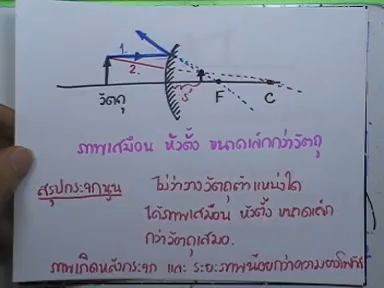 1.
2.
วัตถุ
S'
F
C
ภาพเสมือน หัวตั้ง ขนาดเล็กกว่าวัตถุ
สรุปกระจกนูน ไม่ว่าวางวัตถุตำแหน่งใด
ได้ภาพเสมือน หัวตั้ง ขนาดเล็ก
กว่าวัตถุเสมอ.
ภาพเกิดหลังกระจก และ ระยะภาพน้อยกว่าความยาวโฟกัส